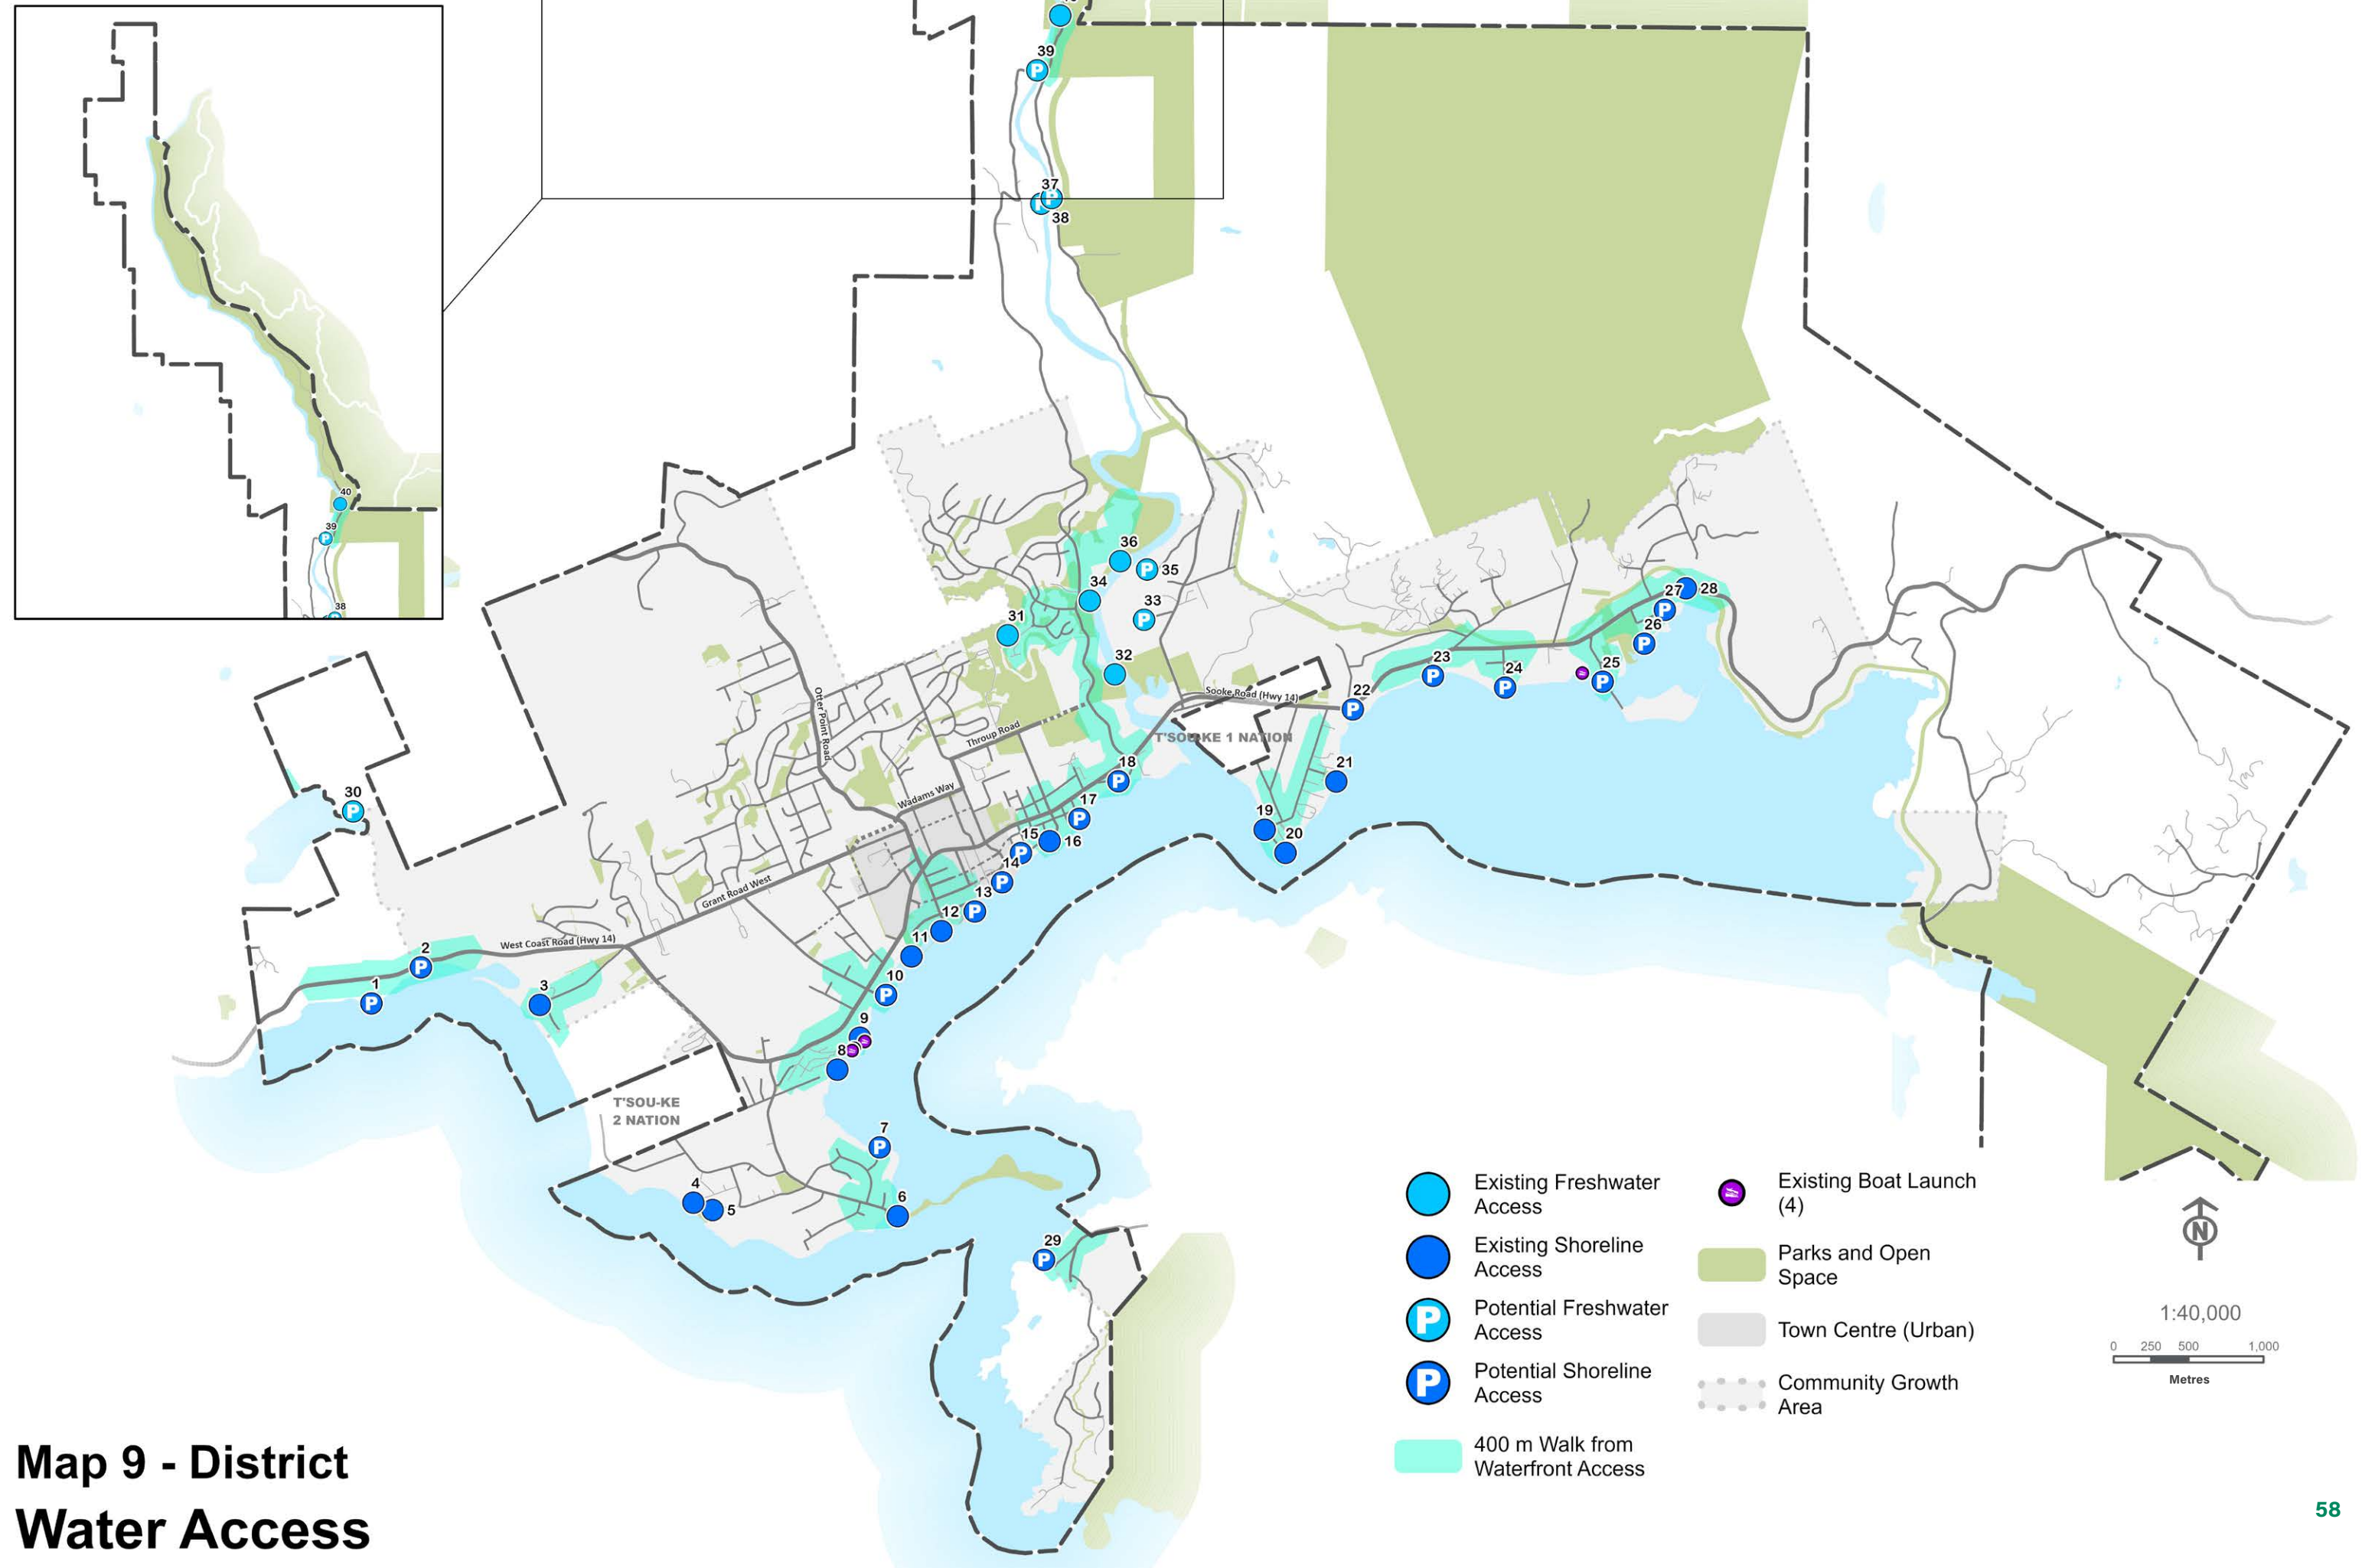 39
37
38
40
39
38
36
35
34
33
31
32
28
27
26
25
24
23
22
21
20
19
18
17
16
15
14
13
12
11
10
9
8
7
6
5
4
3
2
1
30
29
Otter Point Road
Throup Road
Wadams Way
Sooke Road (Hwy 14)
T'SOU-KE 1 NATION
Grant Road West
West Coast Road (Hwy 14)
T'SOU-KE
2 NATION
Existing Freshwater
Access
Existing Shoreline
Access
P Potential Freshwater
Access
P Potential Shoreline
Access
400 m Walk from
Waterfront Access
Existing Boat Launch
(4)
Parks and Open
Space
Town Centre (Urban)
Community Growth
Area
N
1:40,000
0 250 500 1,000
Metres
Map 9 - District
Water Access
58